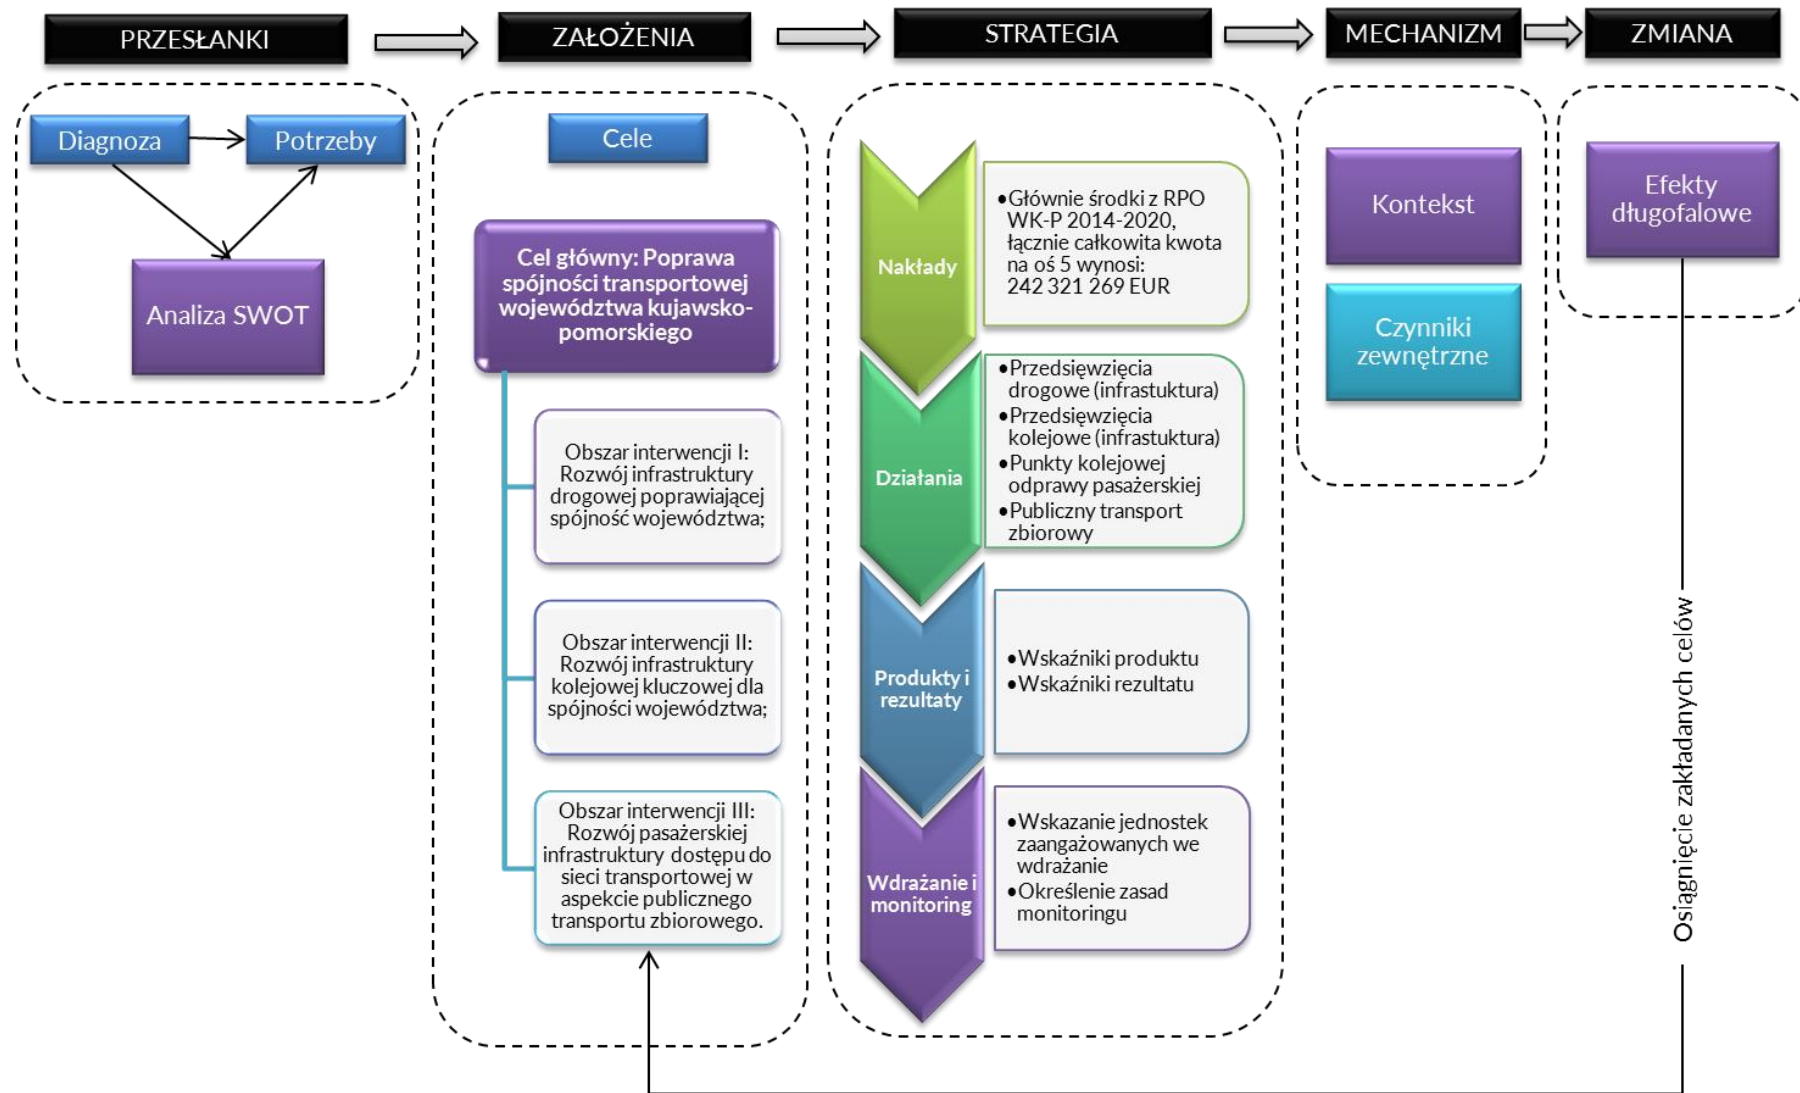 PRZESŁANKI
ZAŁOŻENIA
STRATEGIA
MECHANIZM
ZMIANA
Diagnoza
Potrzeby
Analiza SWOT
Cele
Cel główny: Poprawa
spójności transportowej
województwa kujawsko-
pomorskiego
Obszar interwencji I:
Rozwój infrastruktury
drogowej poprawiającej
spójność województwa;
Obszar interwencji II:
Rozwój infrastruktury
kolejowej kluczowej dla
spójności województwa;
Obszar interwencji III:
Rozwój pasażerskiej
infrastruktury dostępu do
sieci transportowej w
aspekcie publicznego
transportu zbiorowego.
Nakłady
•Głównie środki z RPO
WK-P 2014-2020,
łącznie całkowita kwota
na oś 5 wynosi:
242 321 269 EUR
Działania
•Przedsięwzięcia
drogowe (infrastuktura)
•Przedsięwzięcia
kolejowe (infrastuktura)
•Punkty kolejowej
odprawy pasażerskiej
•Publiczny transport
zbiorowy
Produkty i
rezultaty
•Wskaźniki produktu
•Wskaźniki rezultatu
Wdrażanie i
monitoring
•Wskazanie jednostek
zaangażowanych we
wdrażanie
•Określenie zasad
monitoringu
Kontekst
Czynniki
zewnętrzne
Efekty
długofalowe
Osiągnięcie zakładanych celów